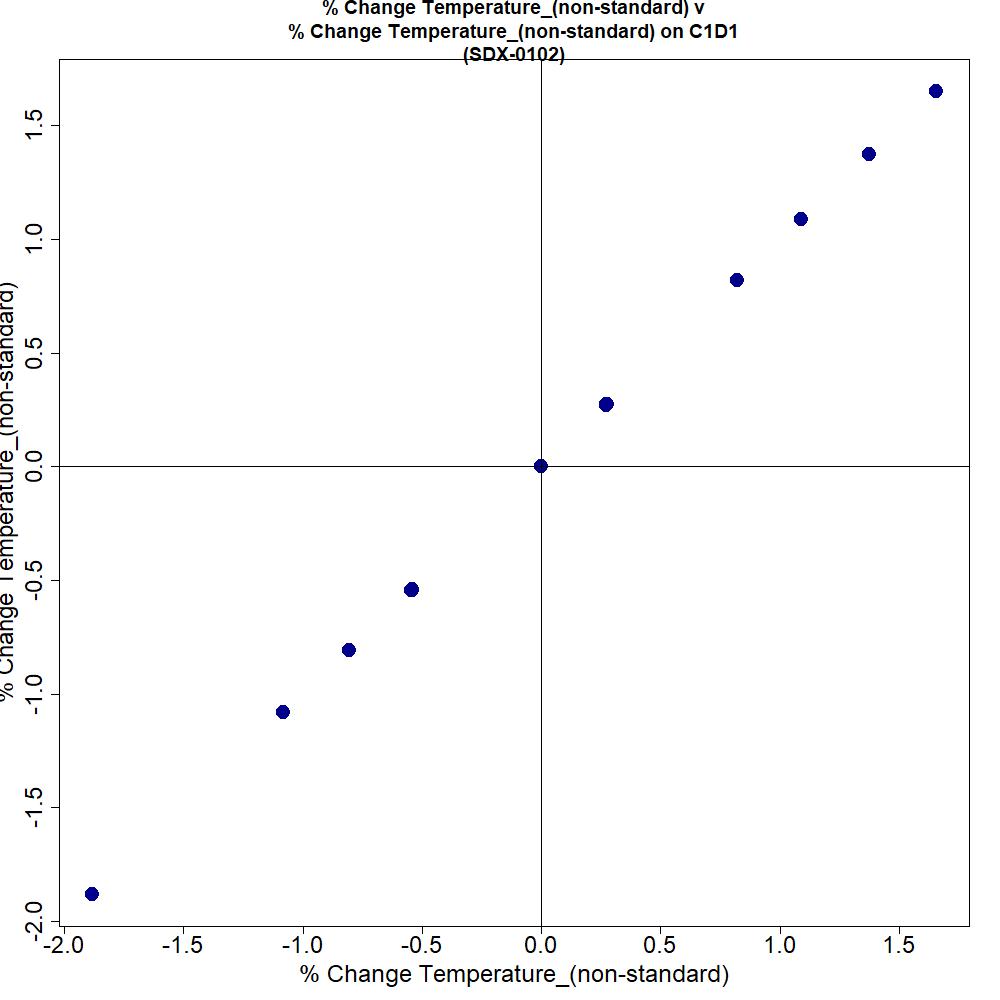 % Change Temperature_(non-standard) v
% Change Temperature_(non-standard) on C1D1
(SDX-0102)
% Change Temperature_(non-standard)
1.5
1.0
0.5
0.0
-0.5
-1.0
-1.5
-2.0
-2.0 -1.5 -1.0 -0.5 0.0 0.5 1.0 1.5
% Change Temperature_(non-standard)